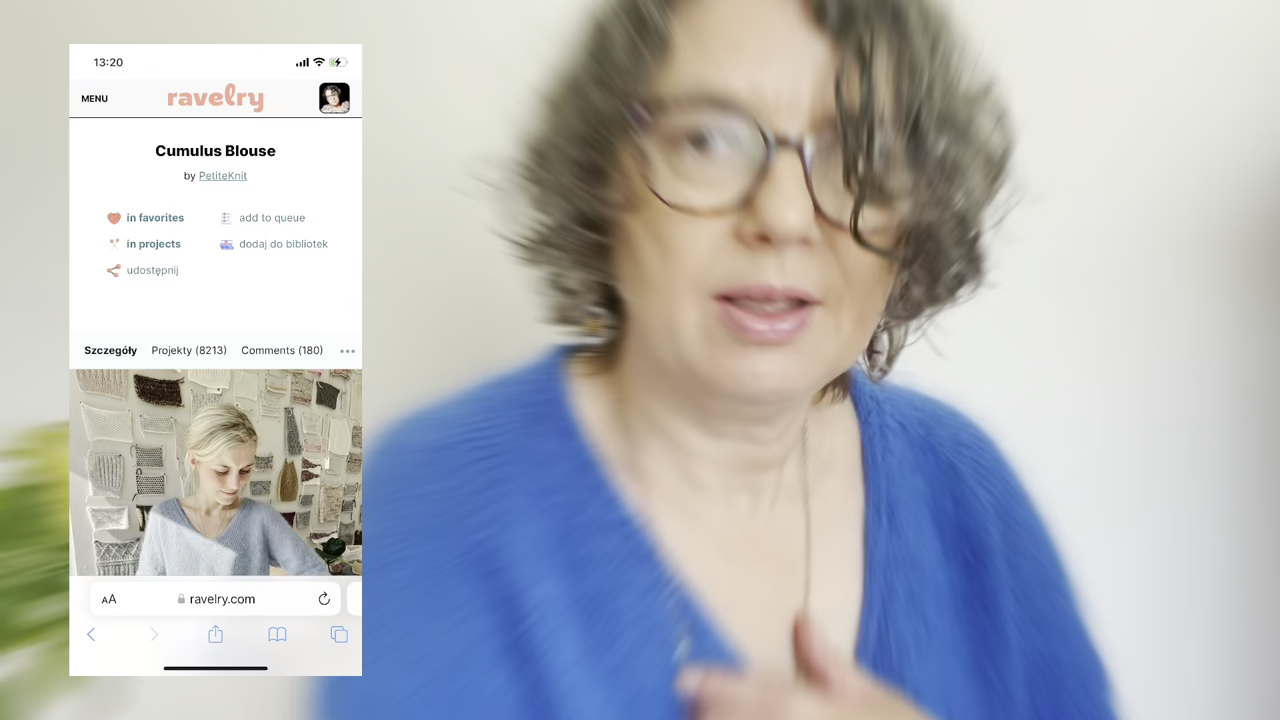 13:20
MENU
ravelry
Cumulus Blouse
by PetiteKnit
in favorites
add to queue
in projects
dodaj do bibliotek
udostępnij
Szczegóły Projekty (8213) Comments (180)
AA ravelry.com